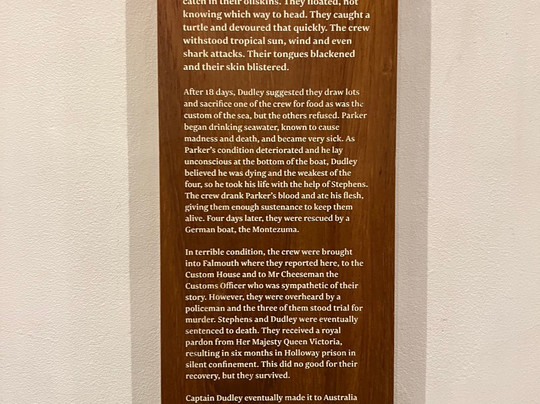 catch in their oilskins. They floated, not
knowing which way to head. They caught a
turtle and devoured that quickly. The crew
withstood tropical sun, wind and even
shark attacks. Their tongues blackened
and their skin blistered.
After 18 days, Dudley suggested they draw lots
and sacrifice one of the crew for food as was the
custom of the sea, but the others refused. Parker
began drinking seawater, known to cause
madness and death, and became very sick. As
Parker's condition deteriorated and he lay
unconscious at the bottom of the boat, Dudley
believed he was dying and the weakest of the
four, so he took his life with the help of Stephens.
The crew drank Parker's blood and ate his flesh,
giving them enough sustenance to keep them
alive. Four days later, they were rescued by a
German boat, the Montezuma.
In terrible condition, the crew were brought
into Falmouth where they reported here, to the
Custom House and to Mr Cheeseman the
Customs Officer who was sympathetic of their
story. However, they were overheard by a
policeman and the three of them stood trial for
murder. Stephens and Dudley were eventually
sentenced to death. They received a royal
pardon from Her Majesty Queen Victoria,
resulting in six months in Holloway prison in
silent confinement. This did no good for their
recovery, but they survived.
Captain Dudley eventually made it to Australia